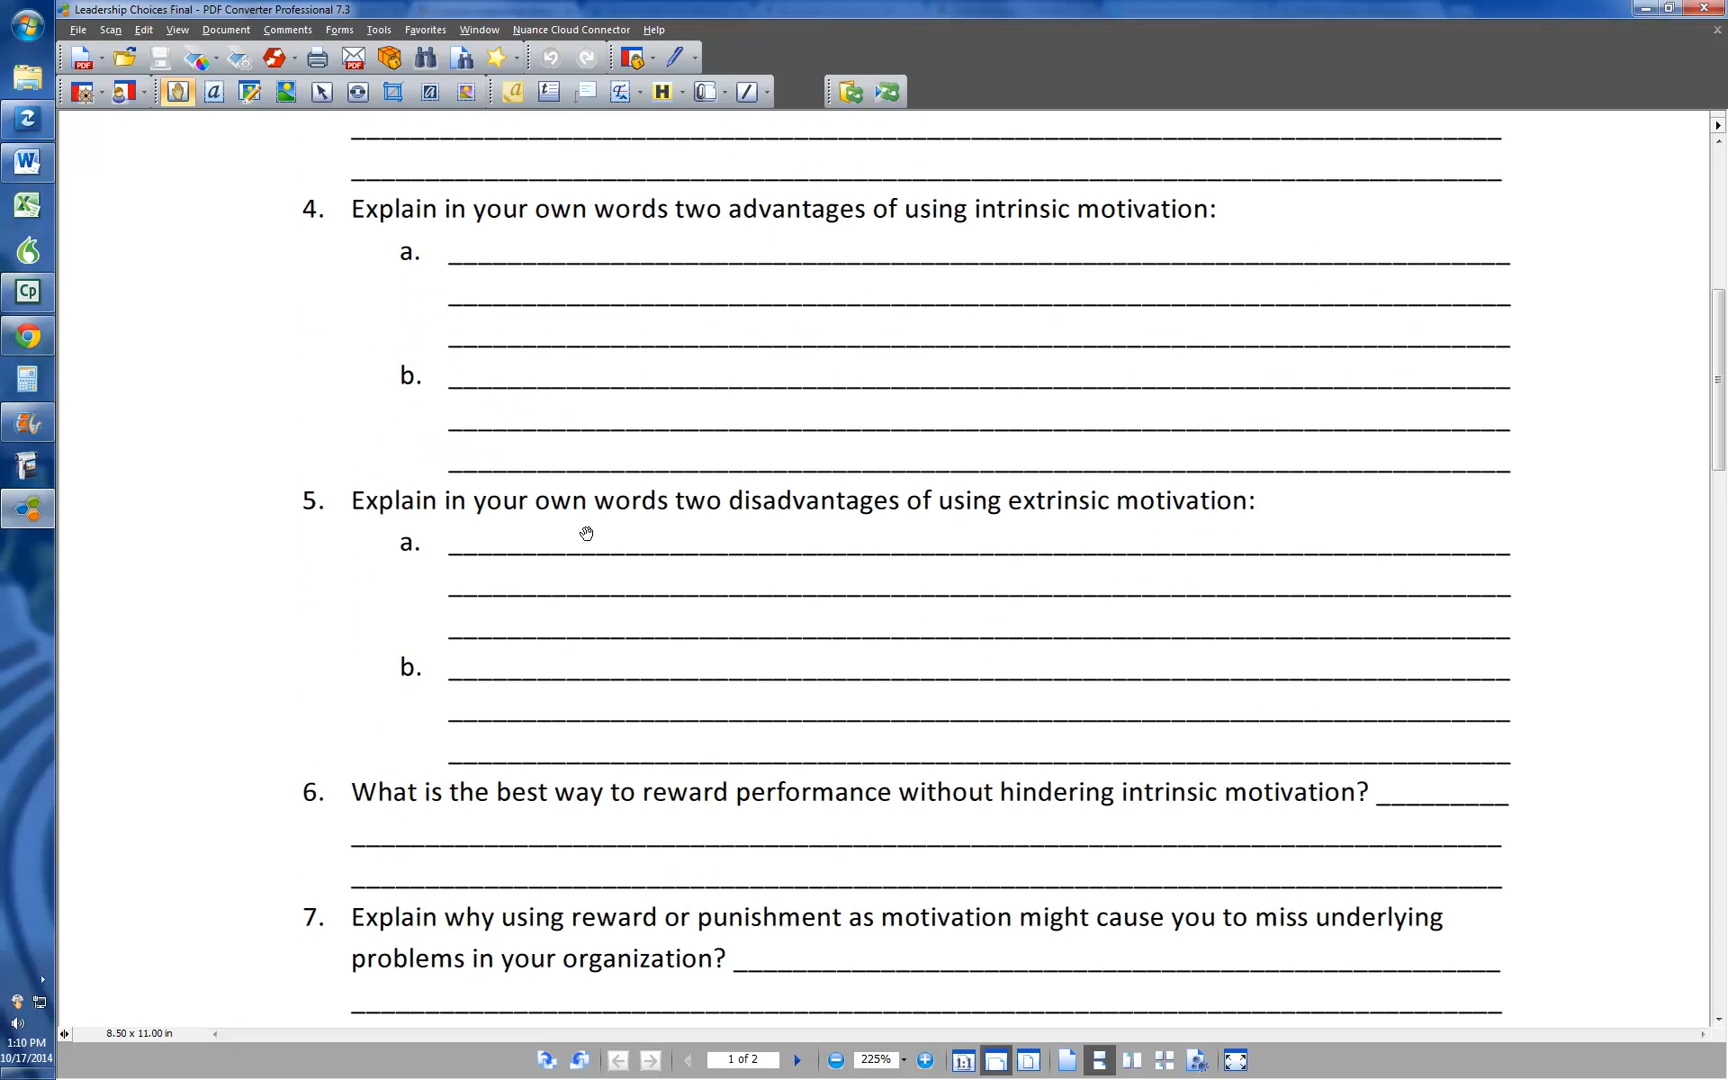 Leadership Choices Final - PDF Converter Professional 7.3
File Scan Edit View Document Comments Forms Tools Favorites Window Nuance Cloud Connector Help
4. Explain in your own words two advantages of using intrinsic motivation:
a.
b.
5. Explain in your own words two disadvantages of using extrinsic motivation:
a.
b.
6. What is the best way to reward performance without hindering intrinsic motivation?
7. Explain why using reward or punishment as motivation might cause you to miss underlying
problems in your organization?
8.50 x 11.00 in
1 of 2
225%
1:1
1:10 PM
10/17/2014